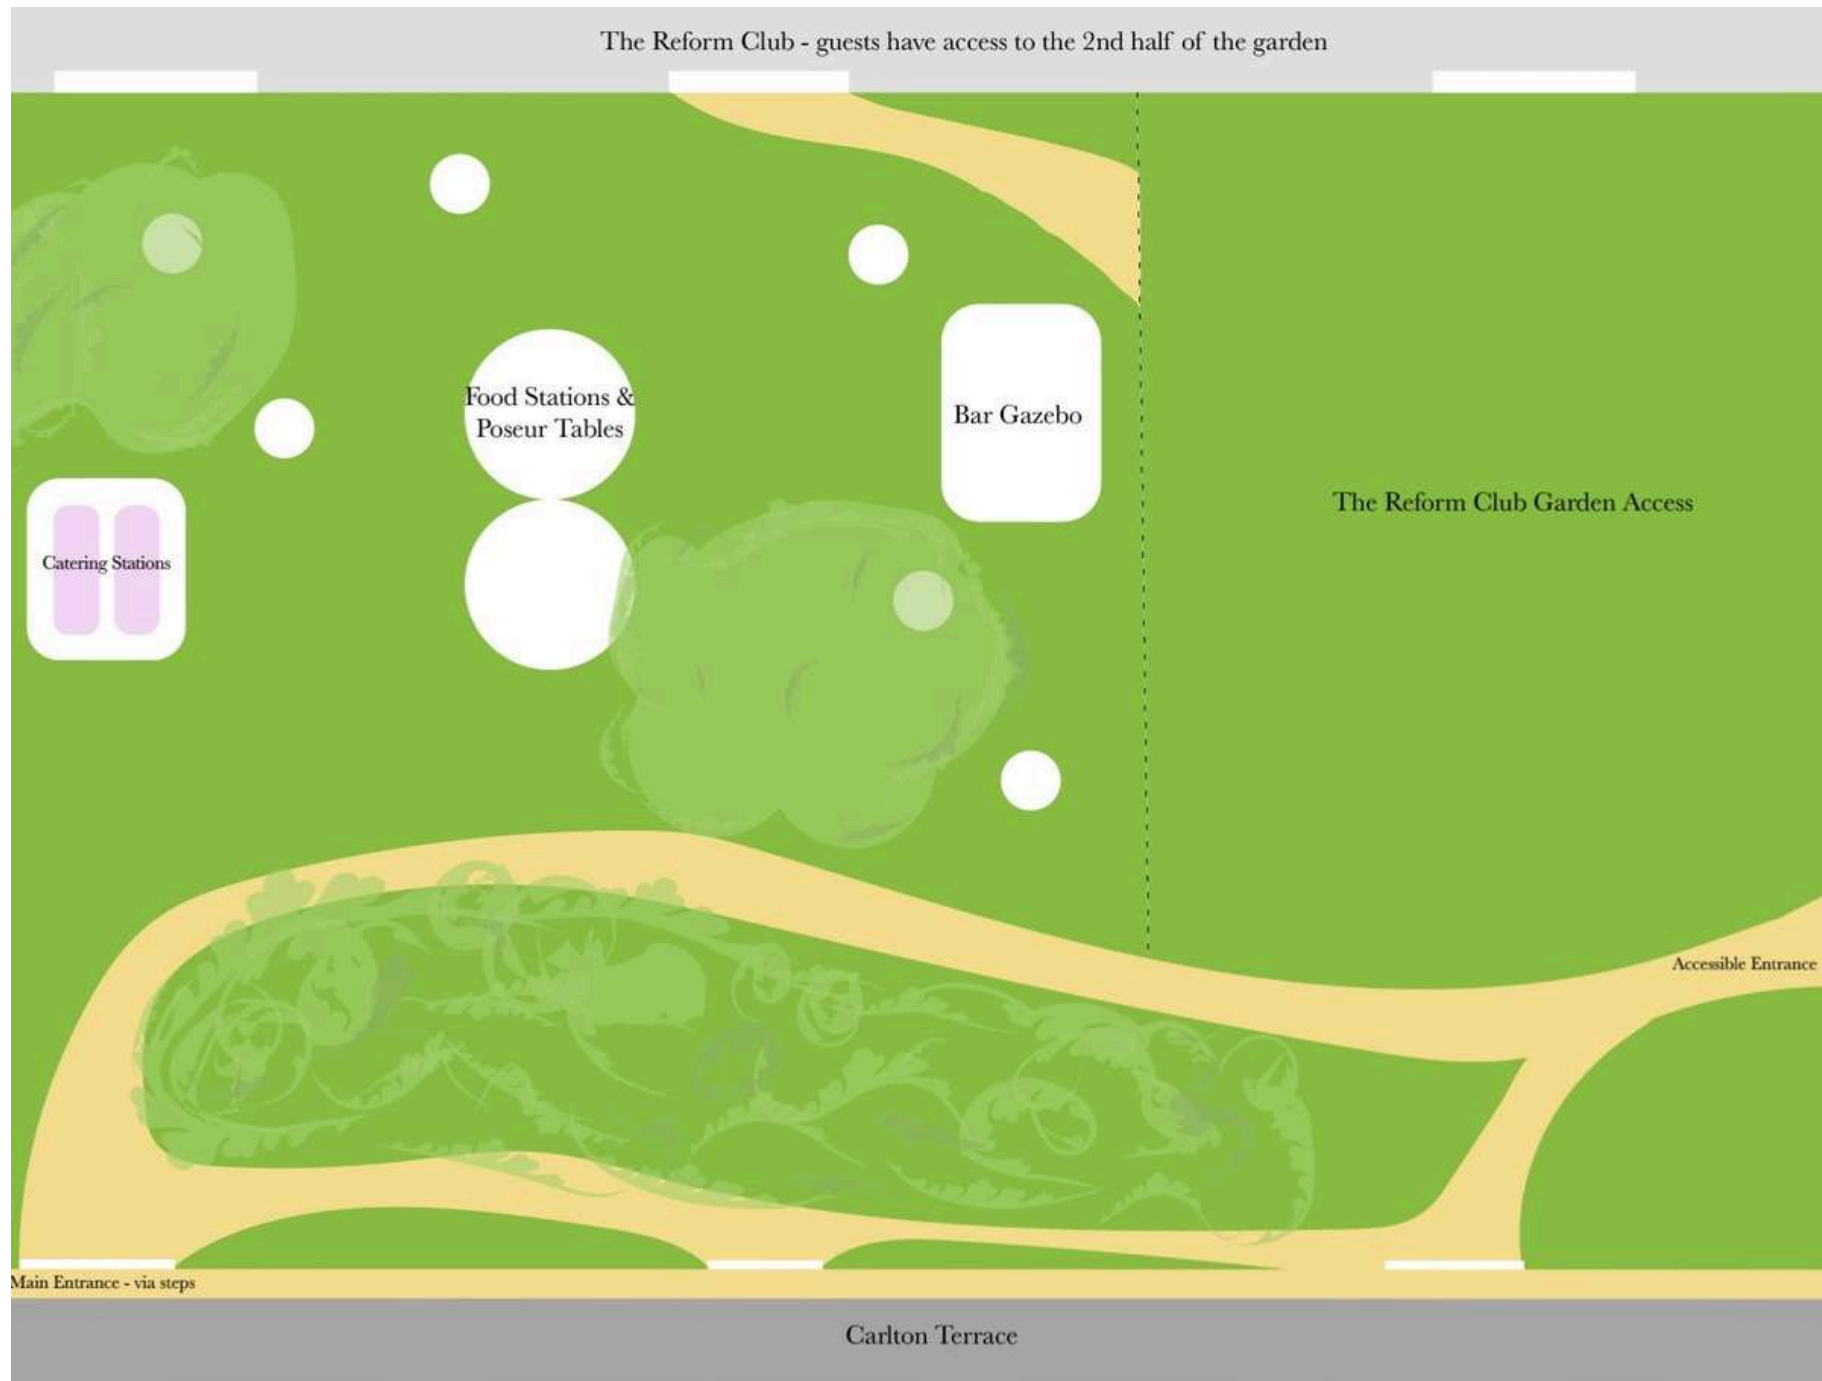 The Reform Club - guests have access to the 2nd half of the garden
Food Stations &
Poseur Tables
Bar Gazebo
The Reform Club Garden Access
Catering Stations
Accessible Entrance
Main Entrance - via steps
Carlton Terrace